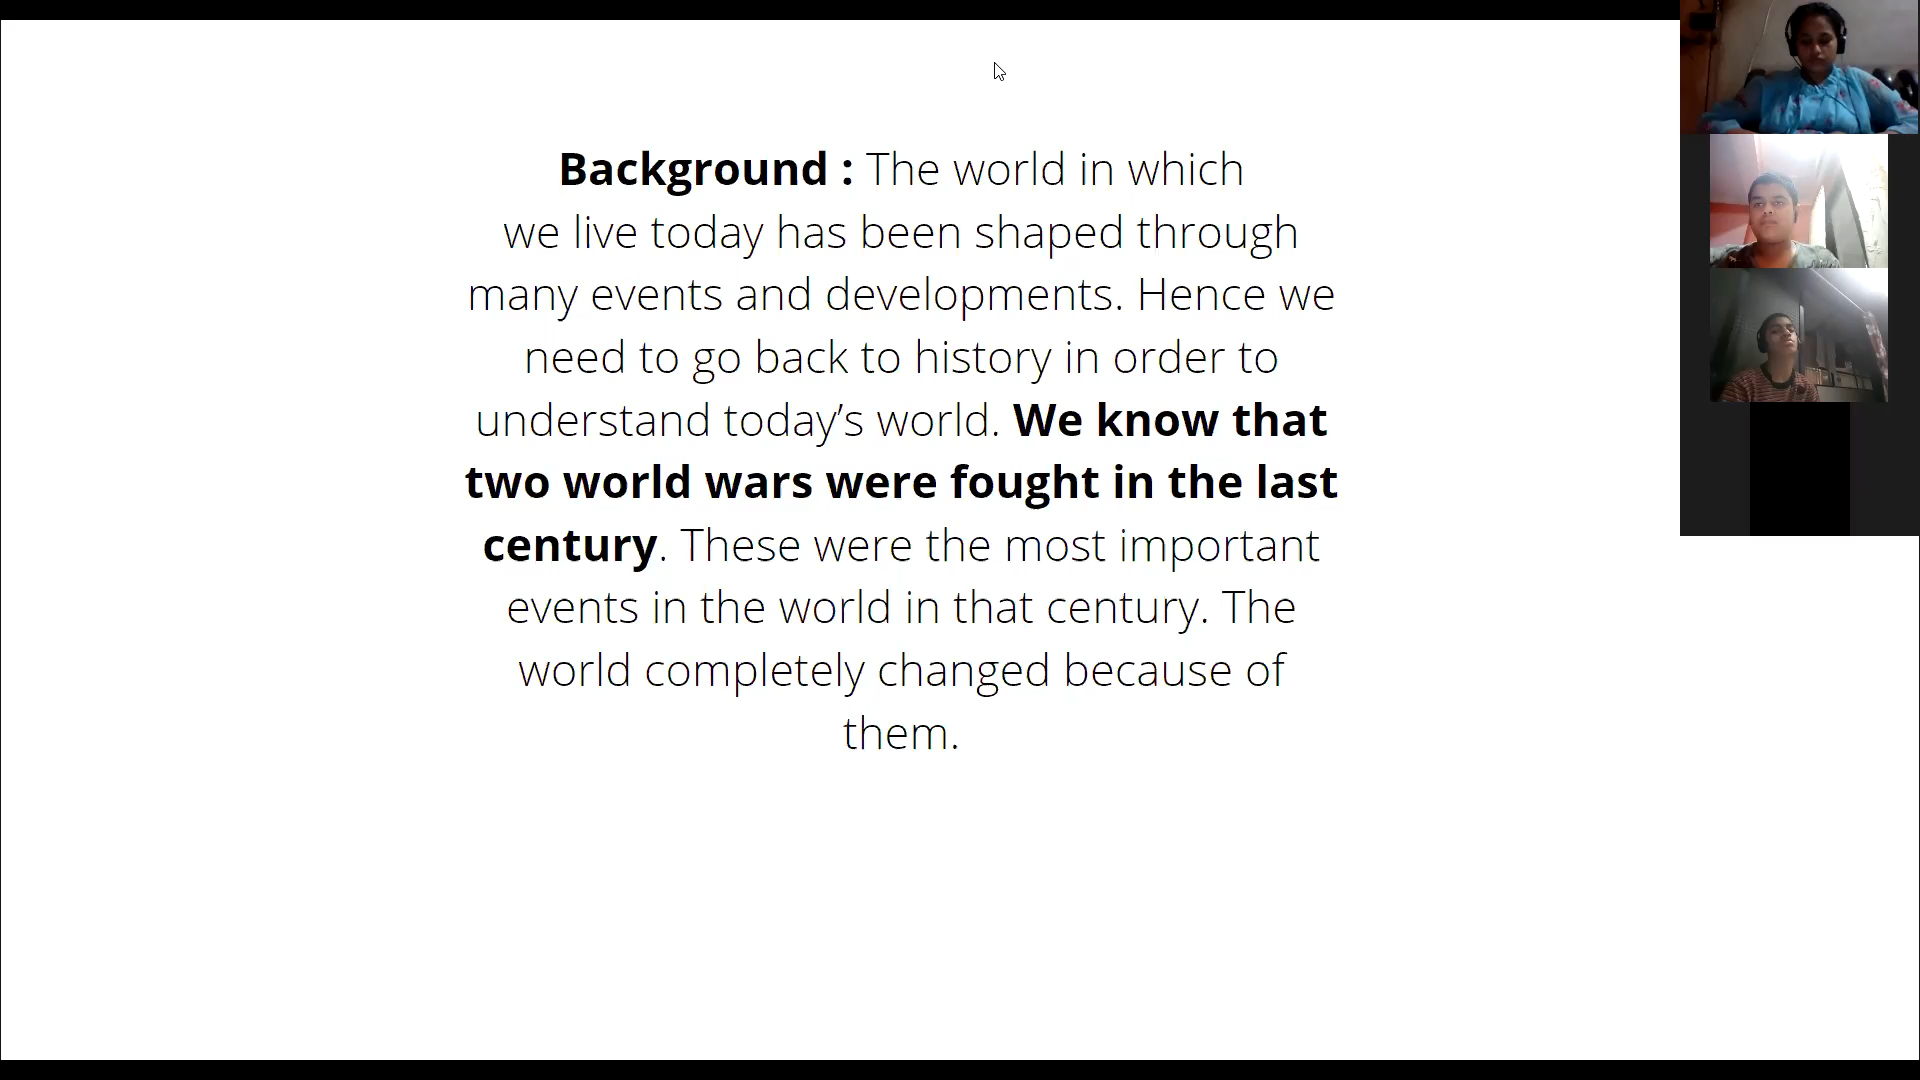 Background : The world in which
we live today has been shaped through
many events and developments. Hence we
need to go back to history in order to
understand today’s world. We know that
two world wars were fought in the last
century. These were the most important
events in the world in that century. The
world completely changed because of
them.